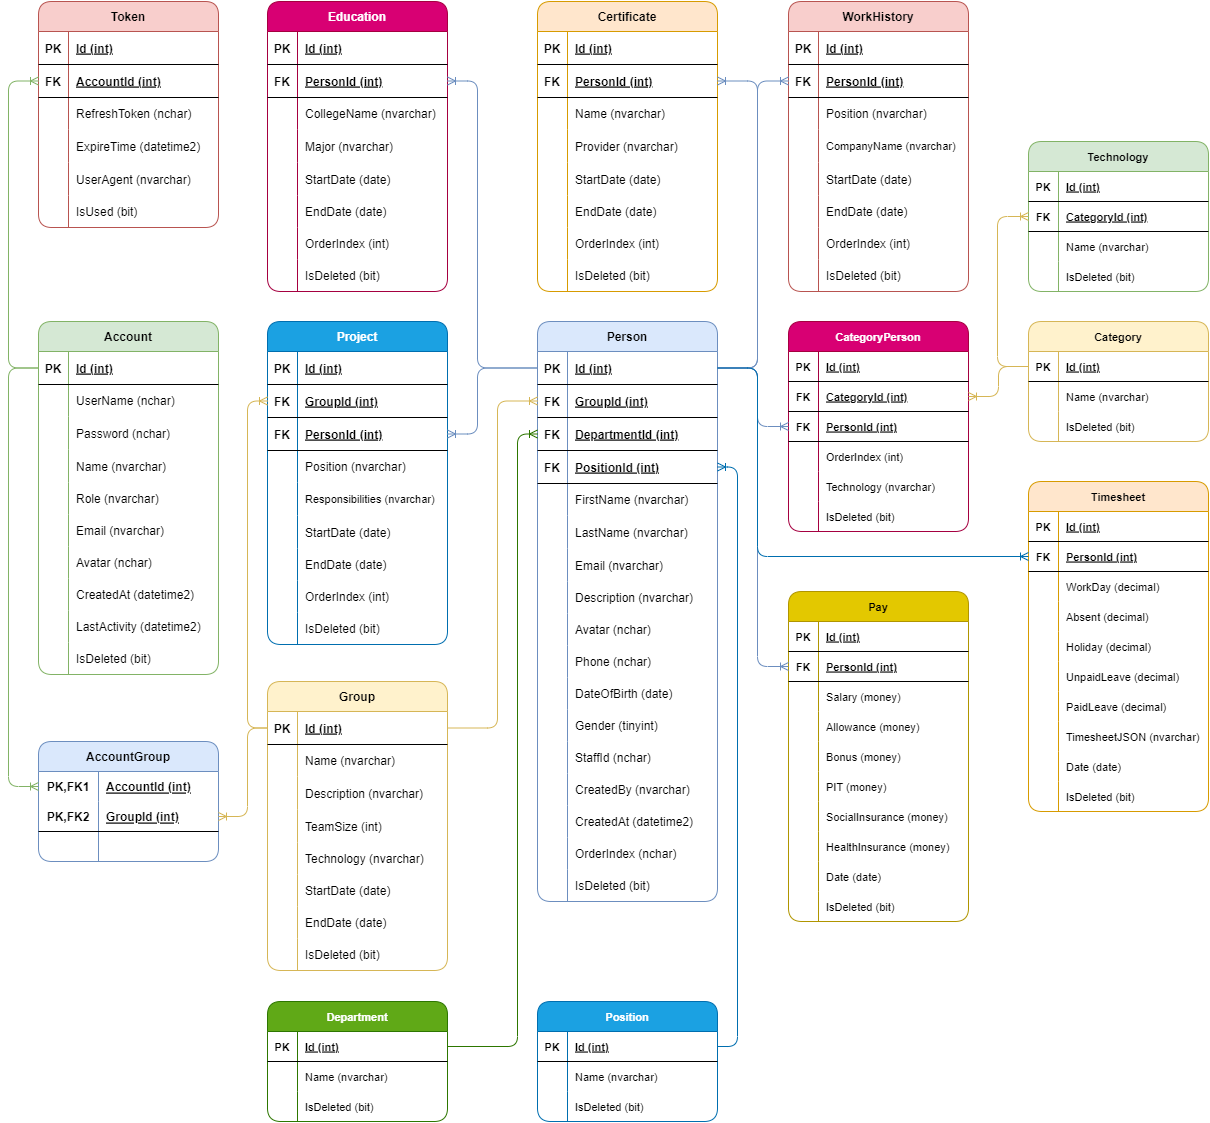 Token
PK Id (int)
FK AccountId (int)
RefreshToken (nchar)
ExpireTime (datetime2)
UserAgent (nvarchar)
IsUsed (bit)
Education
PK Id (int)
FK PersonId (int)
CollegeName (nvarchar)
Major (nvarchar)
StartDate (date)
EndDate (date)
OrderIndex (int)
IsDeleted (bit)
Certificate
PK Id (int)
FK PersonId (int)
Name (nvarchar)
Provider (nvarchar)
StartDate (date)
EndDate (date)
OrderIndex (int)
IsDeleted (bit)
WorkHistory
PK Id (int)
FK PersonId (int)
Position (nvarchar)
CompanyName (nvarchar)
StartDate (date)
EndDate (date)
OrderIndex (int)
IsDeleted (bit)
Technology
PK Id (int)
FK CategoryId (int)
Name (nvarchar)
IsDeleted (bit)
Account
PK Id (int)
UserName (nchar)
Password (nchar)
Name (nvarchar)
Role (nvarchar)
Email (nvarchar)
Avatar (nchar)
CreatedAt (datetime2)
LastActivity (datetime2)
IsDeleted (bit)
Project
PK Id (int)
FK GroupId (int)
FK PersonId (int)
Position (nvarchar)
Responsibilities (nvarchar)
StartDate (date)
EndDate (date)
OrderIndex (int)
IsDeleted (bit)
Person
PK Id (int)
FK GroupId (int)
FK DepartmentId (int)
FK PositionId (int)
FirstName (nvarchar)
LastName (nvarchar)
Email (nvarchar)
Description (nvarchar)
Avatar (nchar)
Phone (nchar)
DateOfBirth (date)
Gender (tinyint)
StaffId (nchar)
CreatedBy (nvarchar)
CreatedAt (datetime2)
OrderIndex (nchar)
IsDeleted (bit)
CategoryPerson
PK Id (int)
FK CategoryId (int)
FK PersonId (int)
OrderIndex (int)
Technology (nvarchar)
IsDeleted (bit)
Category
PK Id (int)
Name (nvarchar)
IsDeleted (bit)
Timesheet
PK Id (int)
FK PersonId (int)
WorkDay (decimal)
Absent (decimal)
Holiday (decimal)
UnpaidLeave (decimal)
PaidLeave (decimal)
TimesheetJSON (nvarchar)
Date (date)
IsDeleted (bit)
Pay
PK Id (int)
FK PersonId (int)
Salary (money)
Allowance (money)
Bonus (money)
PIT (money)
SocialInsurance (money)
HealthInsurance (money)
Date (date)
IsDeleted (bit)
AccountGroup
PK,FK1 AccountId (int)
PK,FK2 GroupId (int)
Group
PK Id (int)
Name (nvarchar)
Description (nvarchar)
TeamSize (int)
Technology (nvarchar)
StartDate (date)
EndDate (date)
IsDeleted (bit)
Department
PK Id (int)
Name (nvarchar)
IsDeleted (bit)
Position
PK Id (int)
Name (nvarchar)
IsDeleted (bit)